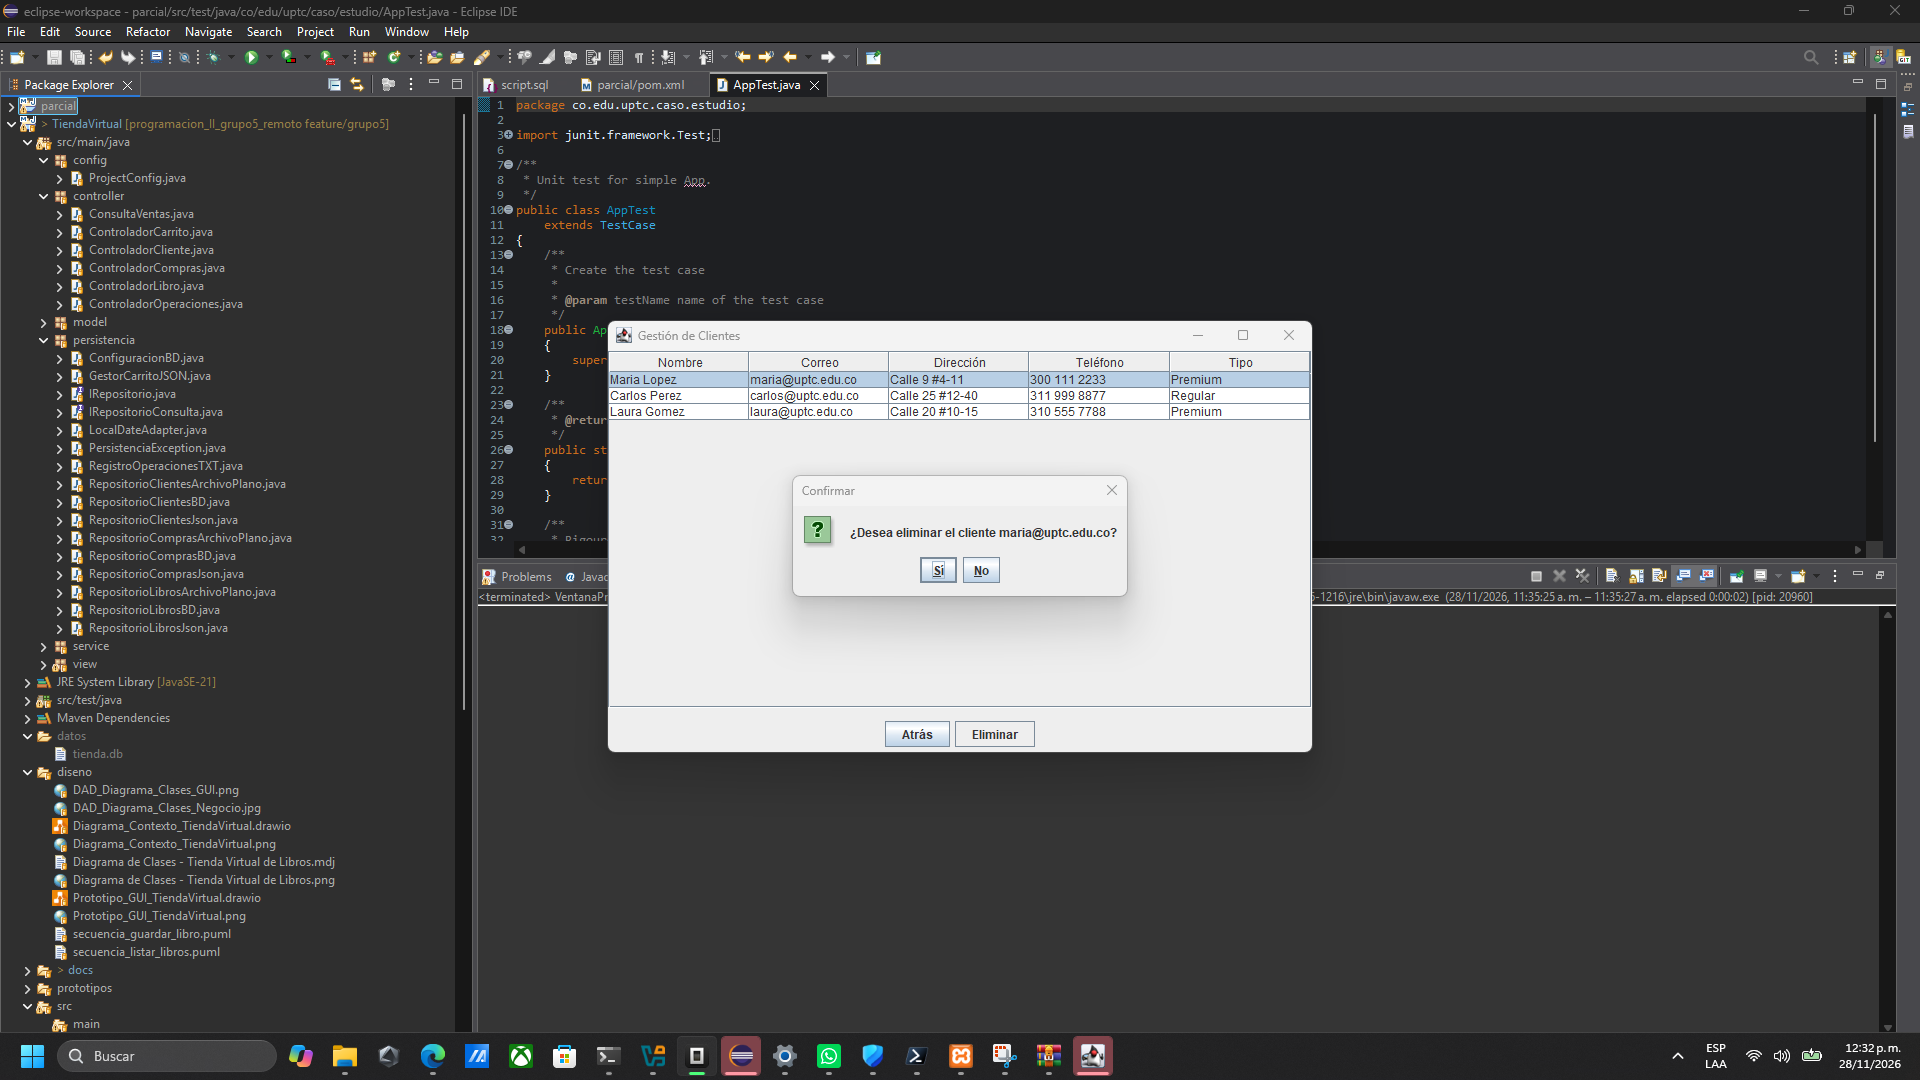 eclipse-workspace - parcial/src/test/java/co/edu/uptc/caso/estudio/AppTest.java - Eclipse IDE
File Edit Source Refactor Navigate Search Project Run Window Help
Package Explorer
parcial
> TiendaVirtual [programacion_II_grupo5_remoto feature/grupo5]
src/main/java
config
ProjectConfig.java
controller
ConsultaVentas.java
ControladorCarrito.java
ControladorCliente.java
ControladorCompras.java
ControladorLibro.java
ControladorOperaciones.java
model
persistencia
ConfiguracionBD.java
GestorCarritoJSON.java
IRepositorio.java
IRepositorioConsulta.java
LocalDateAdapter.java
PersistenciaException.java
RegistroOperacionesTXT.java
RepositorioClientesArchivoPlano.java
RepositorioClientesBD.java
RepositorioClientesJson.java
RepositorioComprasArchivoPlano.java
RepositorioComprasBD.java
RepositorioComprasJson.java
RepositorioLibrosArchivoPlano.java
RepositorioLibrosBD.java
RepositorioLibrosJson.java
service
view
JRE System Library [JavaSE-21]
src/test/java
Maven Dependencies
datos
tienda.db
diseno
DAD_Diagrama_Clases_GUI.png
DAD_Diagrama_Clases_Negocio.jpg
Diagrama_Contexto_TiendaVirtual.drawio
Diagrama_Contexto_TiendaVirtual.png
Diagrama de Clases - Tienda Virtual de Libros.mdj
Diagrama de Clases - Tienda Virtual de Libros.png
Prototipo_GUI_TiendaVirtual.drawio
Prototipo_GUI_TiendaVirtual.png
secuencia_guardar_libro.puml
secuencia_listar_libros.puml
> docs
prototipos
src
main
script.sql parcial/pom.xml AppTest.java
1 package co.edu.uptc.caso.estudio;
2
3 import junit.framework.Test;
6
7 /**
8 * Unit test for simple App.
9 */
10 public class AppTest
11 extends TestCase
12 {
13 /**
14 * Create the test case
15 *
16 * @param testName name of the test case
17 */
18 public Ap
19 {
20 super
21 }
22
23 /**
24 * @retur
25 */
26 public st
27 {
28 retur
29 }
30
31 /**
32 * Rigour
Gestión de Clientes
Nombre Correo Dirección Teléfono Tipo
Maria Lopez maria@uptc.edu.co Calle 9 #4-11 300 111 2233 Premium
Carlos Perez carlos@uptc.edu.co Calle 25 #12-40 311 999 8877 Regular
Laura Gomez laura@uptc.edu.co Calle 20 #10-15 310 555 7788 Premium
Confirmar
? ¿Desea eliminar el cliente maria@uptc.edu.co?
Sí No
Atrás Eliminar
Problems @ Javac
<terminated> VentanaPr 5-1216\jre\bin\javaw.exe (28/11/2026, 11:35:25 a. m. – 11:35:27 a. m. elapsed 0:00:02) [pid: 20960]
Buscar
ESP
LAA
12:32 p. m.
28/11/2026